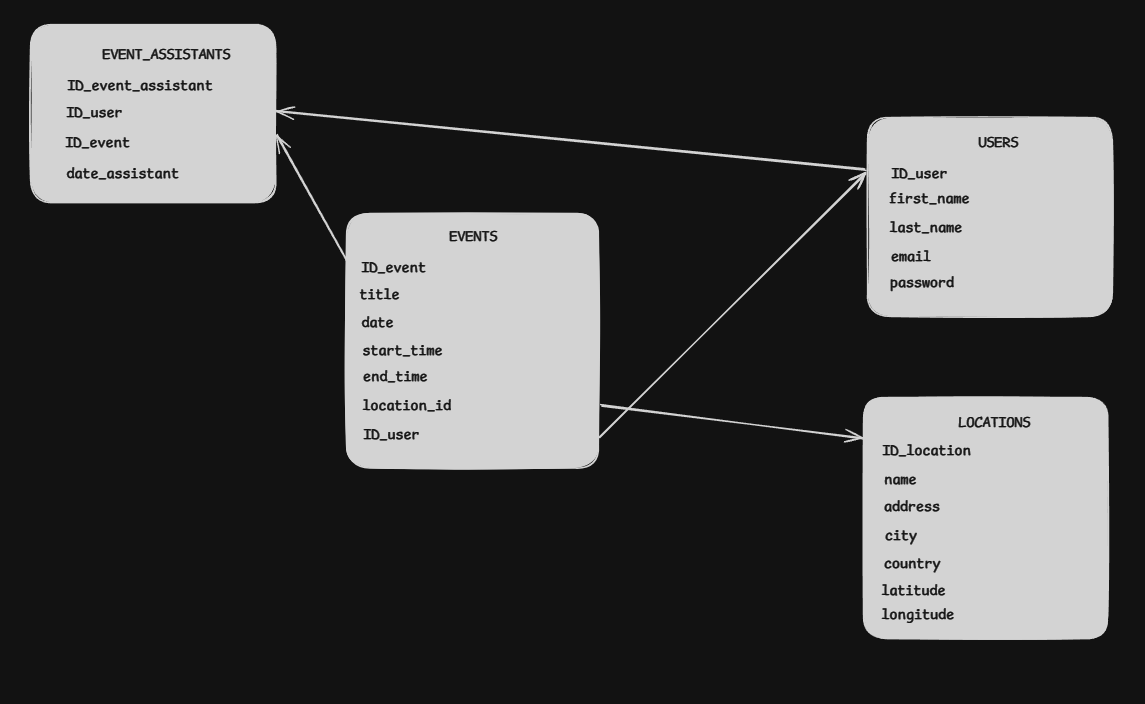 EVENT_ASSISTANTS
ID_event_assistant
ID_user
ID_event
date_assistant
USERS
ID_user
first_name
last_name
email
password
EVENTS
ID_event
title
date
start_time
end_time
location_id
ID_user
LOCATIONS
ID_location
name
address
city
country
latitude
longitude